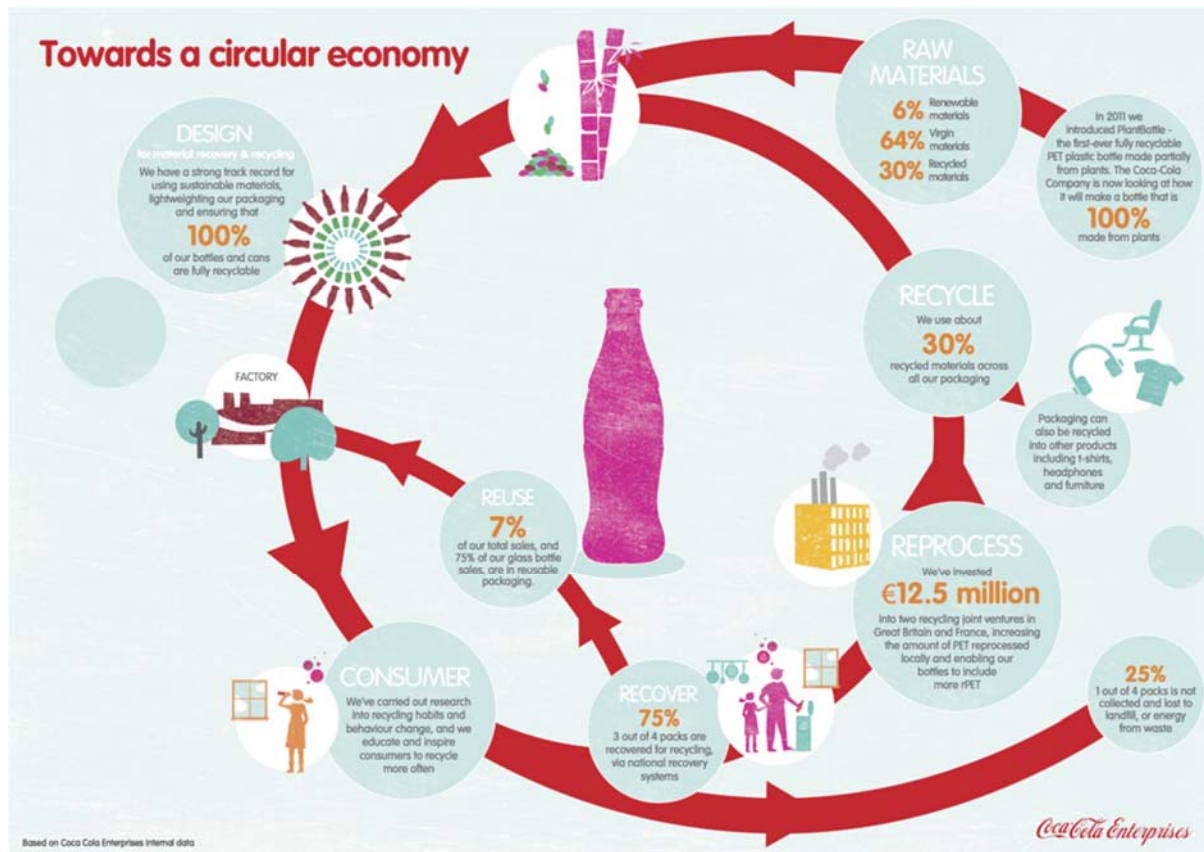 Towards a circular economy
RAW
MATERIALS
6% Renewable
materials
64% Virgin
materials
30% Recycled
materials
In 2011 we
introduced PlantBottle -
the first-ever fully recyclable
PET plastic bottle made partially
from plants. The Coca-Cola
Company is now looking at how
it will make a bottle that is
100%
made from plants
DESIGN
for material recovery & recycling
We have a strong track record for
using sustainable materials,
lightweighting our packaging
and ensuring that
100%
of our bottles and cans
are fully recyclable
RECYCLE
We use about
30%
recycled materials across
all our packaging
Packaging can
also be recycled
into other products
including t-shirts,
headphones
and furniture
FACTORY
REUSE
7%
of our total sales, and
75% of our glass bottle
sales, are in reusable
packaging.
REPROCESS
We've invested
€12.5 million
into two recycling joint ventures in
Great Britain and France, increasing
the amount of PET reprocessed
locally and enabling our
bottles to include
more rPET
CONSUMER
We've carried out research
into recycling habits and
behaviour change, and we
educate and inspire
consumers to recycle
more often
RECOVER
75%
3 out of 4 packs are
recovered for recycling,
via national recovery
systems
25%
1 out of 4 packs is not
collected and lost to
landfill, or energy
from waste
Based on Coca Cola Enterprises internal data
Coca-Cola Enterprises